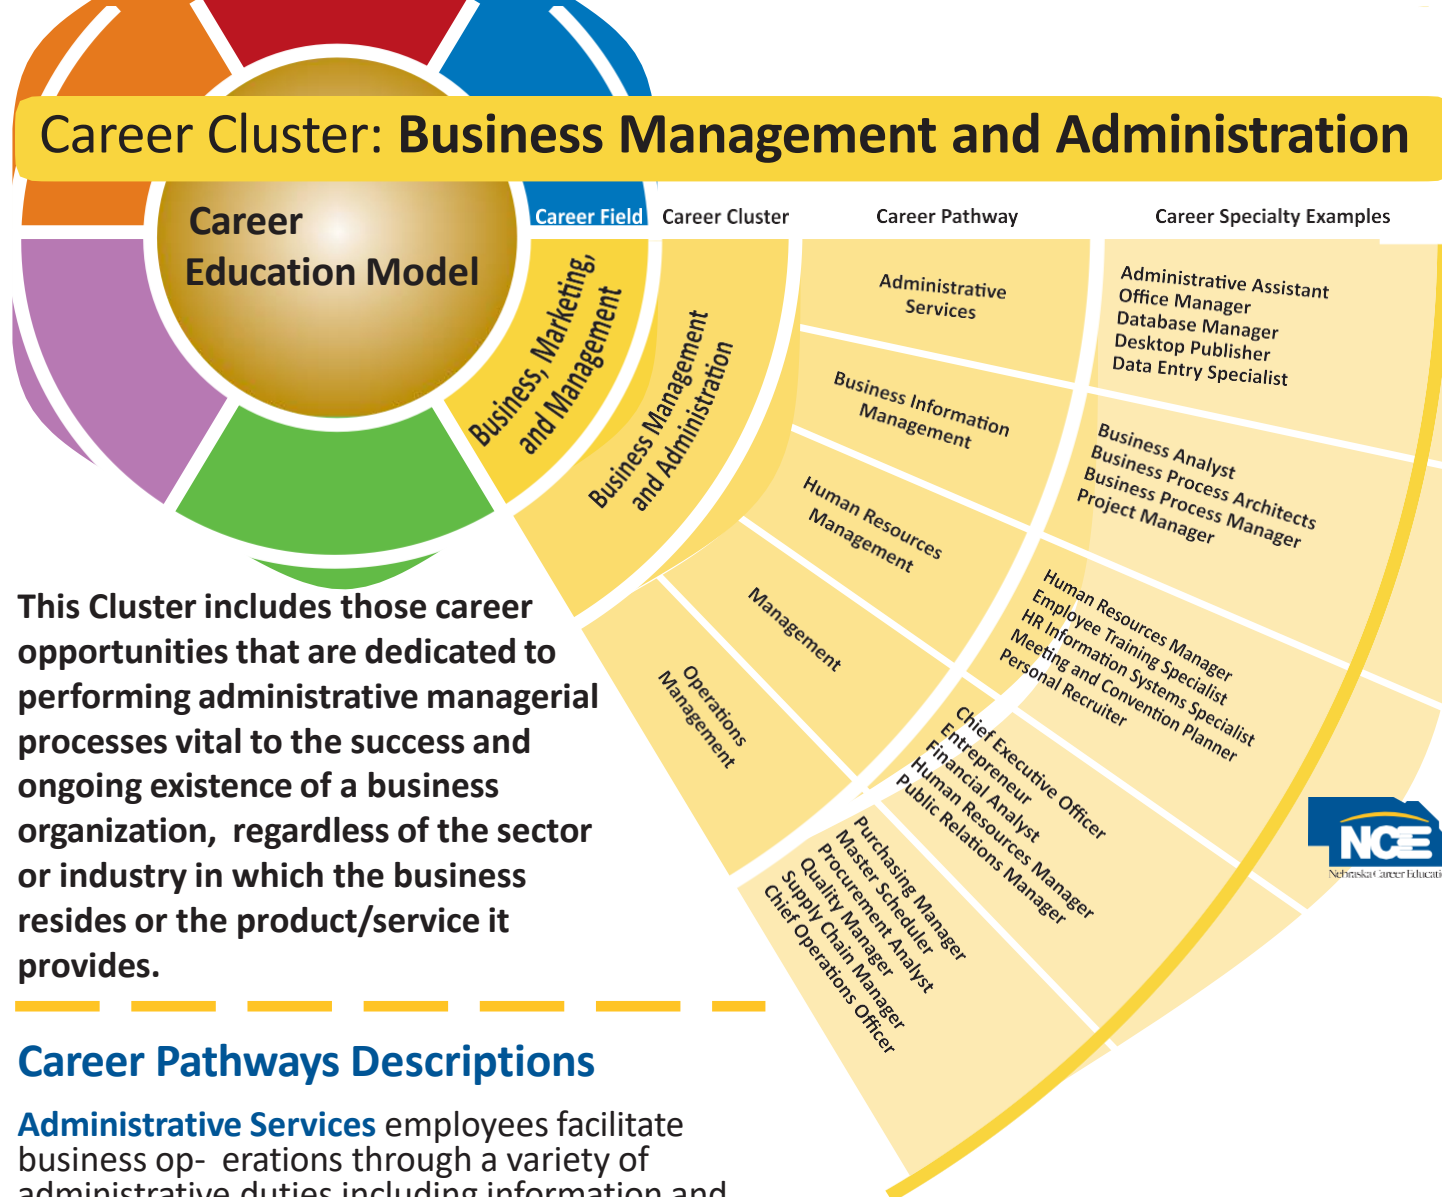 Career Cluster: Business Management and Administration
Career
Education Model
Career Field
Career Cluster
Career Pathway
Career Specialty Examples
Business, Marketing,
and Management
Business Management
and Administration
Administrative
Services
Administrative Assistant
Office Manager
Database Manager
Desktop Publisher
Data Entry Specialist
Business Information
Management
Business Analyst
Business Process Architects
Business Process Manager
Project Manager
Human Resources
Management
Human Resources Manager
Employee Training Specialist
HR Information Systems Specialist
Meeting and Convention Planner
Personal Recruiter
Management
Chief Executive Officer
Entrepreneur
Financial Analyst
Human Resources Manager
Public Relations Manager
Operations
Management
Purchasing Manager
Master Scheduler
Procurement Analyst
Quality Manager
Supply Chain Manager
Chief Operations Officer
NCE
Nebraska Career Educati
This Cluster includes those career
opportunities that are dedicated to
performing administrative managerial
processes vital to the success and
ongoing existence of a business
organization,  regardless of the sector
or industry in which the business
resides or the product/service it
provides.
Career Pathways Descriptions
Administrative Services employees facilitate
business op-  erations through a variety of
administrative duties including information and